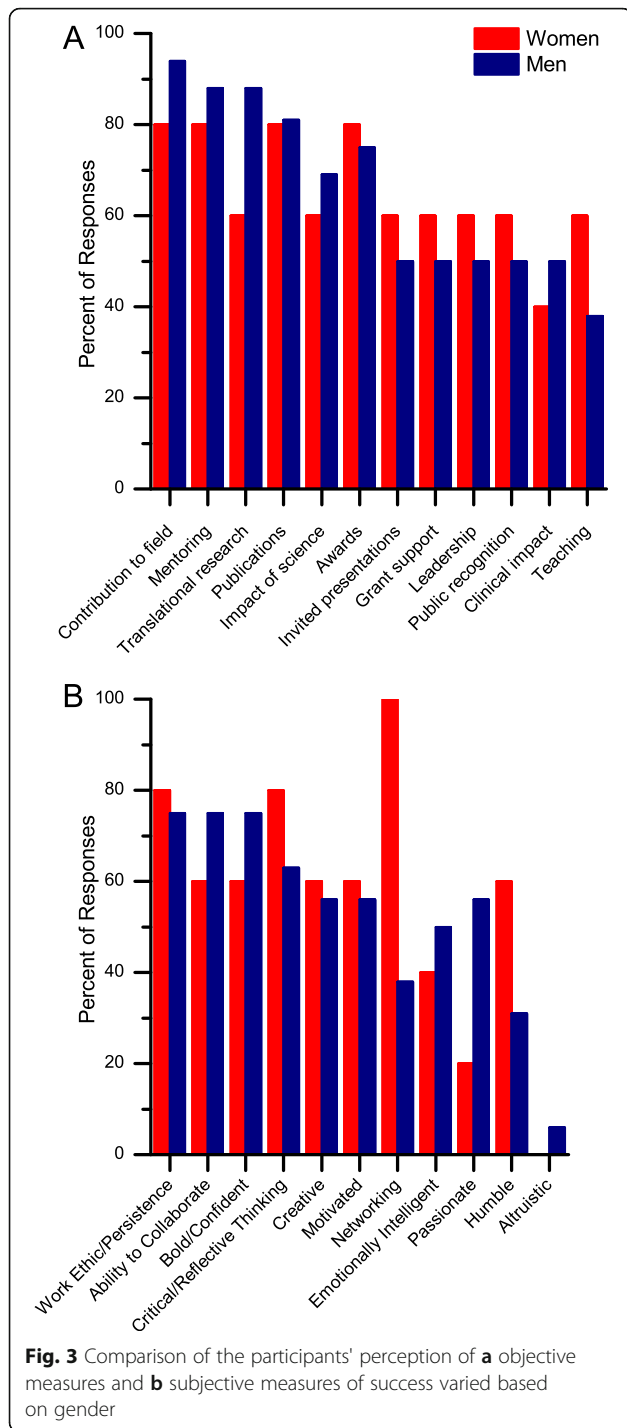 A
Women
Men
100
80
60
40
20
0
Percent of Responses
Contribution to field
Mentoring
Translational research
Publications
Impact of science
Awards
Invited presentations
Grant support
Leadership
Public recognition
Clinical impact
Teaching
B
100
80
60
40
20
0
Percent of Responses
Work Ethic/Persistence
Ability to Collaborate
Bold/Confident
Critical/Reflective Thinking
Creative
Motivated
Networking
Emotionally Intelligent
Passionate
Humble
Altruistic
Fig. 3 Comparison of the participants' perception of a objective
measures and b subjective measures of success varied based
on gender